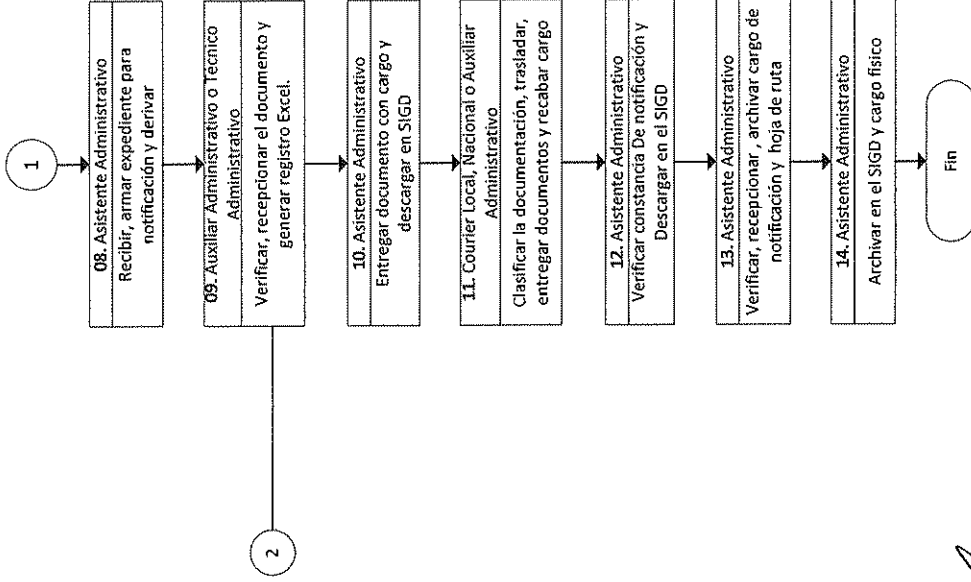 1
08. Asistente Administrativo
Recibir, armar expediente para
notificación y derivar
09. Auxiliar Administrativo o Técnico
Administrativo
Verificar, recepcionar el documento y
generar registro Excel.
2
10. Asistente Administrativo
Entregar documento con cargo y
descargar en SIGD
11. Courier Local, Nacional o Auxiliar
Administrativo
Clasificar la documentación, trasladar,
entregar documentos y recabar cargo
12. Asistente Administrativo
Verificar constancia De notificación y
Descargar en el SIGD
13. Asistente Administrativo
Verificar, recepcionar , archivar cargo de
notificación y hoja de ruta
14. Asistente Administrativo
Archivar en el SIGD y cargo físico
Fin